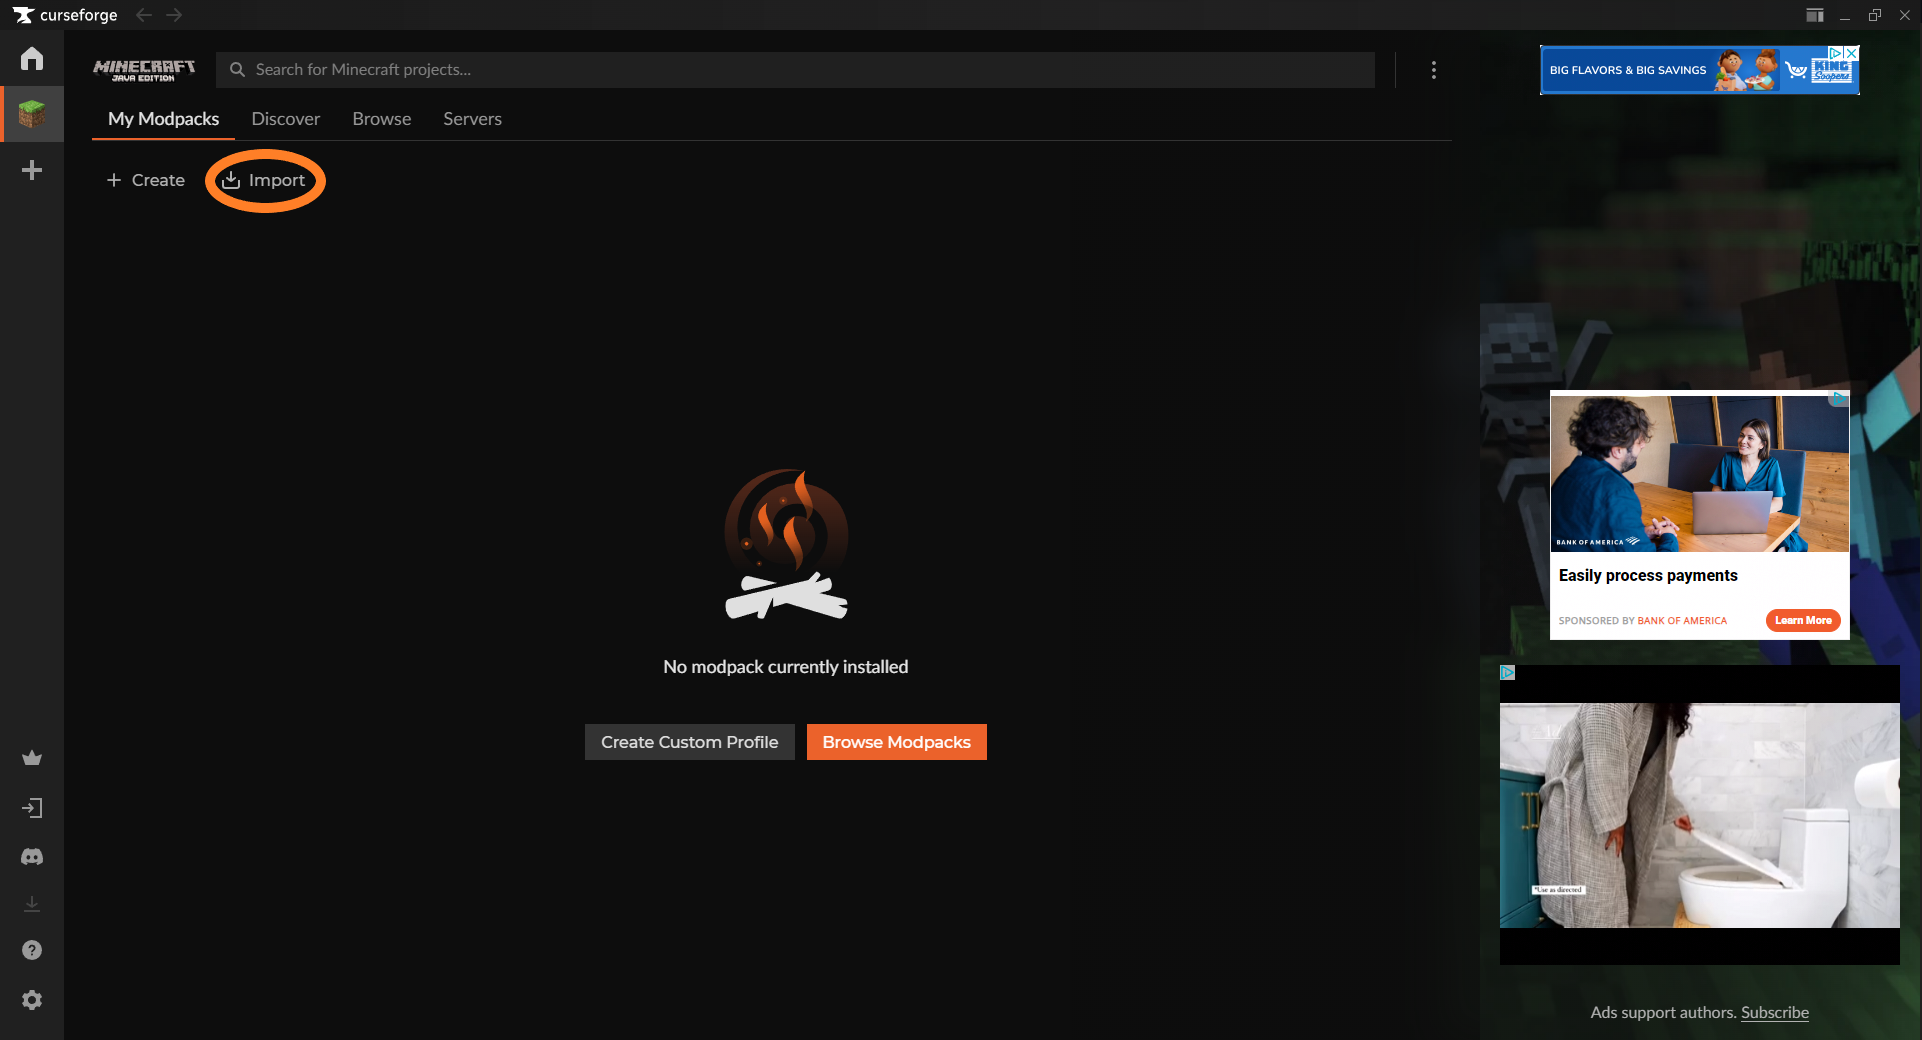 curseforge
MINECRAFT
JAVA EDITION
Search for Minecraft projects...
My Modpacks
Discover
Browse
Servers
Create
Import
No modpack currently installed
Create Custom Profile
Browse Modpacks
BIG FLAVORS & BIG SAVINGS
KING
Soopers
BANK OF AMERICA
Easily process payments
SPONSORED BY BANK OF AMERICA
Learn More
*Use as directed
Ads support authors. Subscribe